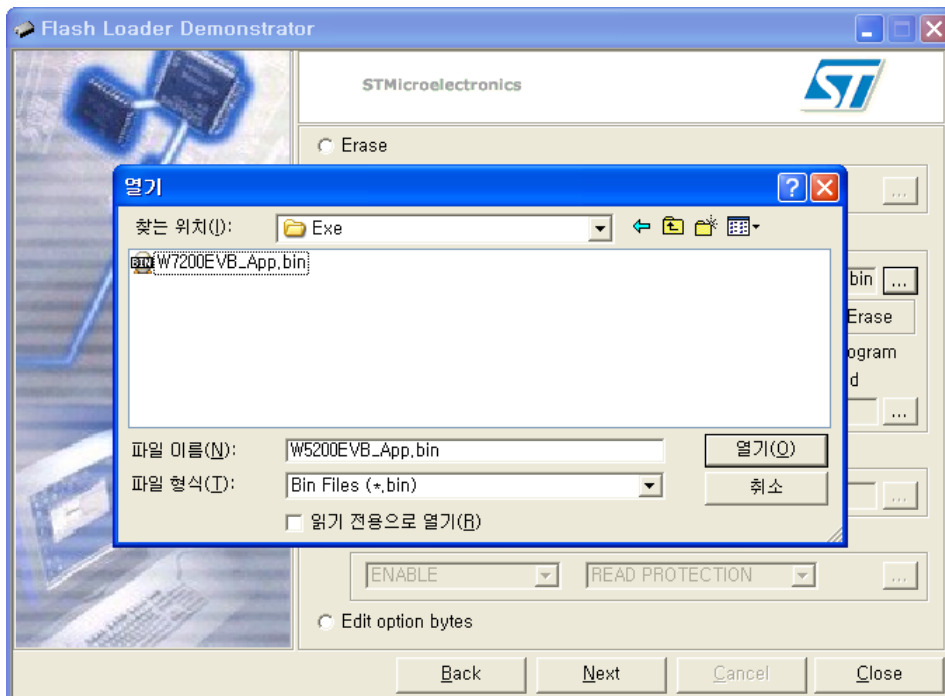 Flash Loader Demonstrator
STMicroelectronics
ST
Erase
...
열기
찾는 위치(I):
Exe
BIN W7200EVB_App.bin
bin ...
Erase
ogram
d
...
파일 이름(N):
W5200EVB_App.bin
열기(O)
파일 형식(T):
Bin Files (*.bin)
취소
읽기 전용으로 열기(R)
...
ENABLE
READ PROTECTION
...
Edit option bytes
Back
Next
Cancel
Close